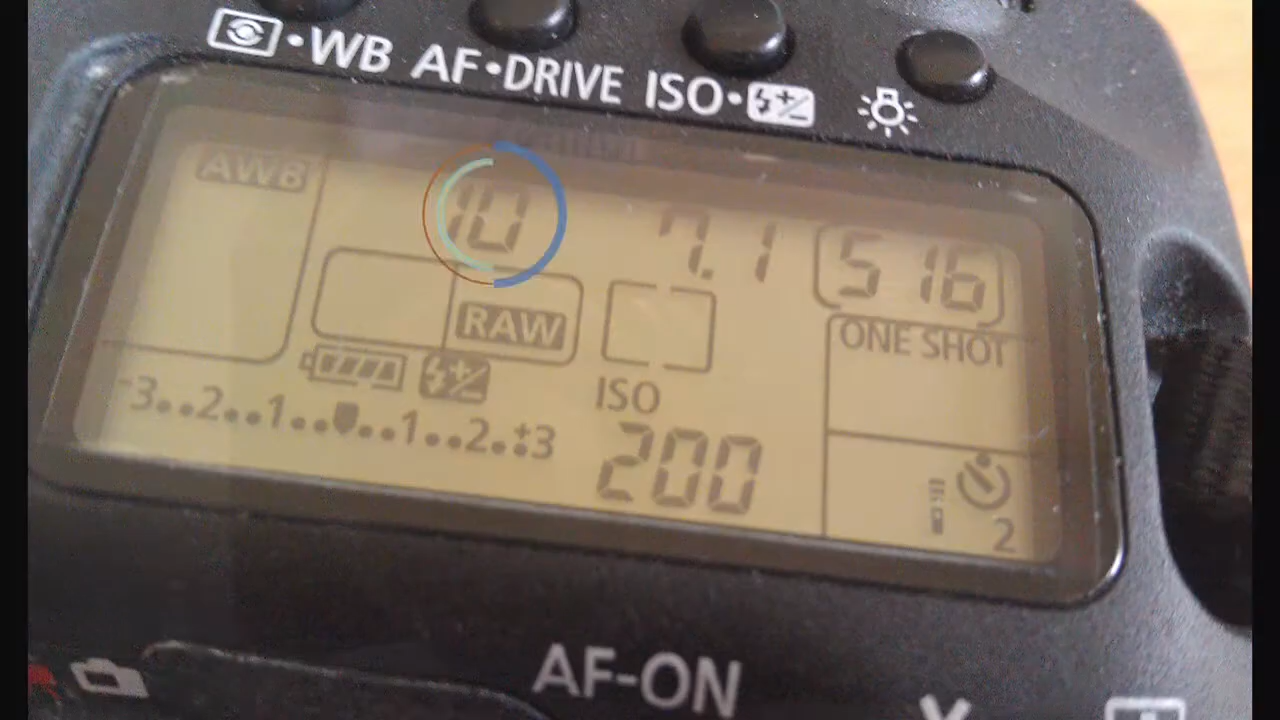 WB AF•DRIVE ISO•
AWB 10 7.1 516
RAW ONE SHOT
-3..2..1..▼..1..2.:+3
ISO
200
2
AF-ON